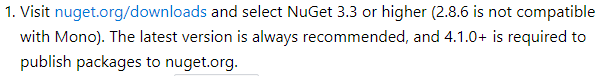 1. Visit nuget.org/downloads and select NuGet 3.3 or higher (2.8.6 is not compatible
with Mono). The latest version is always recommended, and 4.1.0+ is required to
publish packages to nuget.org.